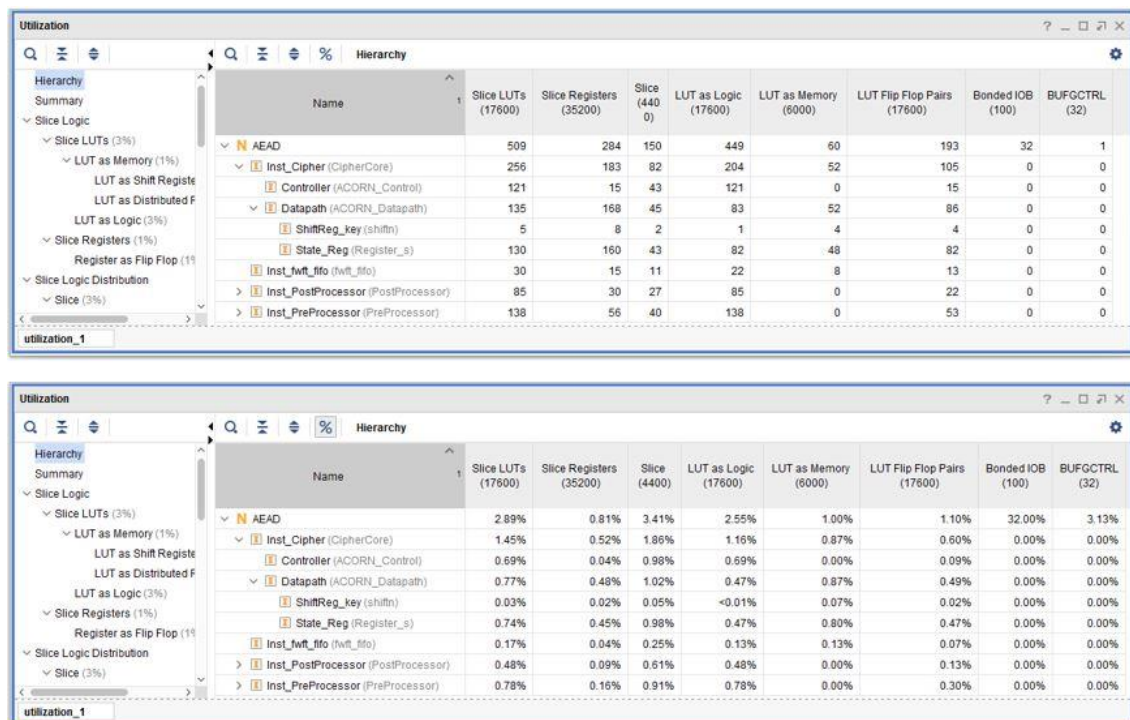 Utilization
Hierarchy
Hierarchy
Summary
Slice Logic
Slice LUTs (3%)
LUT as Memory (1%)
LUT as Shift Registe
LUT as Distributed F
LUT as Logic (3%)
Slice Registers (1%)
Register as Flip Flop (1%
Slice Logic Distribution
Slice (3%)
Name 1 Slice LUTs (17600) Slice Registers (35200) Slice (4400) LUT as Logic (17600) LUT as Memory (6000) LUT Flip Flop Pairs (17600) Bonded IOB (100) BUFGCTRL (32)
N AEAD 509 284 150 449 60 193 32 1
Inst_Cipher (CipherCore) 256 183 82 204 52 105 0 0
Controller (ACORN_Control) 121 15 43 121 0 15 0 0
Datapath (ACORN_Datapath) 135 168 45 83 52 86 0 0
ShiftReg_key (shiftn) 5 8 2 1 4 4 0 0
State_Reg (Register_s) 130 160 43 82 48 82 0 0
Inst_fwft_fifo (fwft_fifo) 30 15 11 22 8 13 0 0
Inst_PostProcessor (PostProcessor) 85 30 27 85 0 22 0 0
Inst_PreProcessor (PreProcessor) 138 56 40 138 0 53 0 0
utilization_1
Utilization
% Hierarchy
Hierarchy
Summary
Slice Logic
Slice LUTs (3%)
LUT as Memory (1%)
LUT as Shift Registe
LUT as Distributed F
LUT as Logic (3%)
Slice Registers (1%)
Register as Flip Flop (1%
Slice Logic Distribution
Slice (3%)
Name 1 Slice LUTs (17600) Slice Registers (35200) Slice (4400) LUT as Logic (17600) LUT as Memory (6000) LUT Flip Flop Pairs (17600) Bonded IOB (100) BUFGCTRL (32)
N AEAD 2.89% 0.81% 3.41% 2.55% 1.00% 1.10% 32.00% 3.13%
Inst_Cipher (CipherCore) 1.45% 0.52% 1.86% 1.16% 0.87% 0.60% 0.00% 0.00%
Controller (ACORN_Control) 0.69% 0.04% 0.98% 0.69% 0.00% 0.09% 0.00% 0.00%
Datapath (ACORN_Datapath) 0.77% 0.48% 1.02% 0.47% 0.87% 0.49% 0.00% 0.00%
ShiftReg_key (shiftn) 0.03% 0.02% 0.05% <0.01% 0.07% 0.02% 0.00% 0.00%
State_Reg (Register_s) 0.74% 0.45% 0.98% 0.47% 0.80% 0.47% 0.00% 0.00%
Inst_fwft_fifo (fwft_fifo) 0.17% 0.04% 0.25% 0.13% 0.13% 0.07% 0.00% 0.00%
Inst_PostProcessor (PostProcessor) 0.48% 0.09% 0.61% 0.48% 0.00% 0.13% 0.00% 0.00%
Inst_PreProcessor (PreProcessor) 0.78% 0.16% 0.91% 0.78% 0.00% 0.30% 0.00% 0.00%
utilization_1